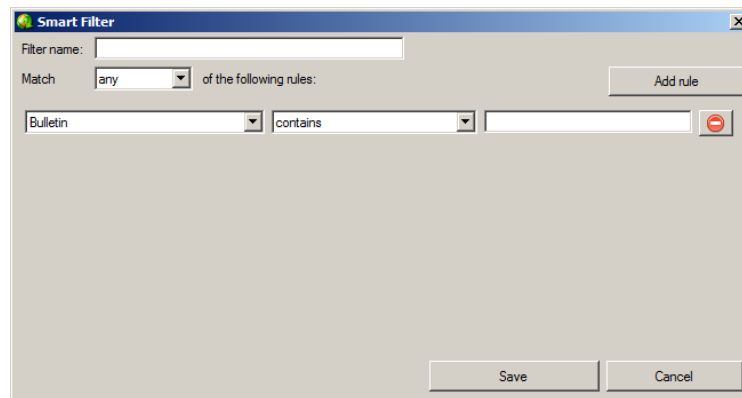 Smart Filter
Filter name:
Match any of the following rules: Add rule
Bulletin contains
Save Cancel